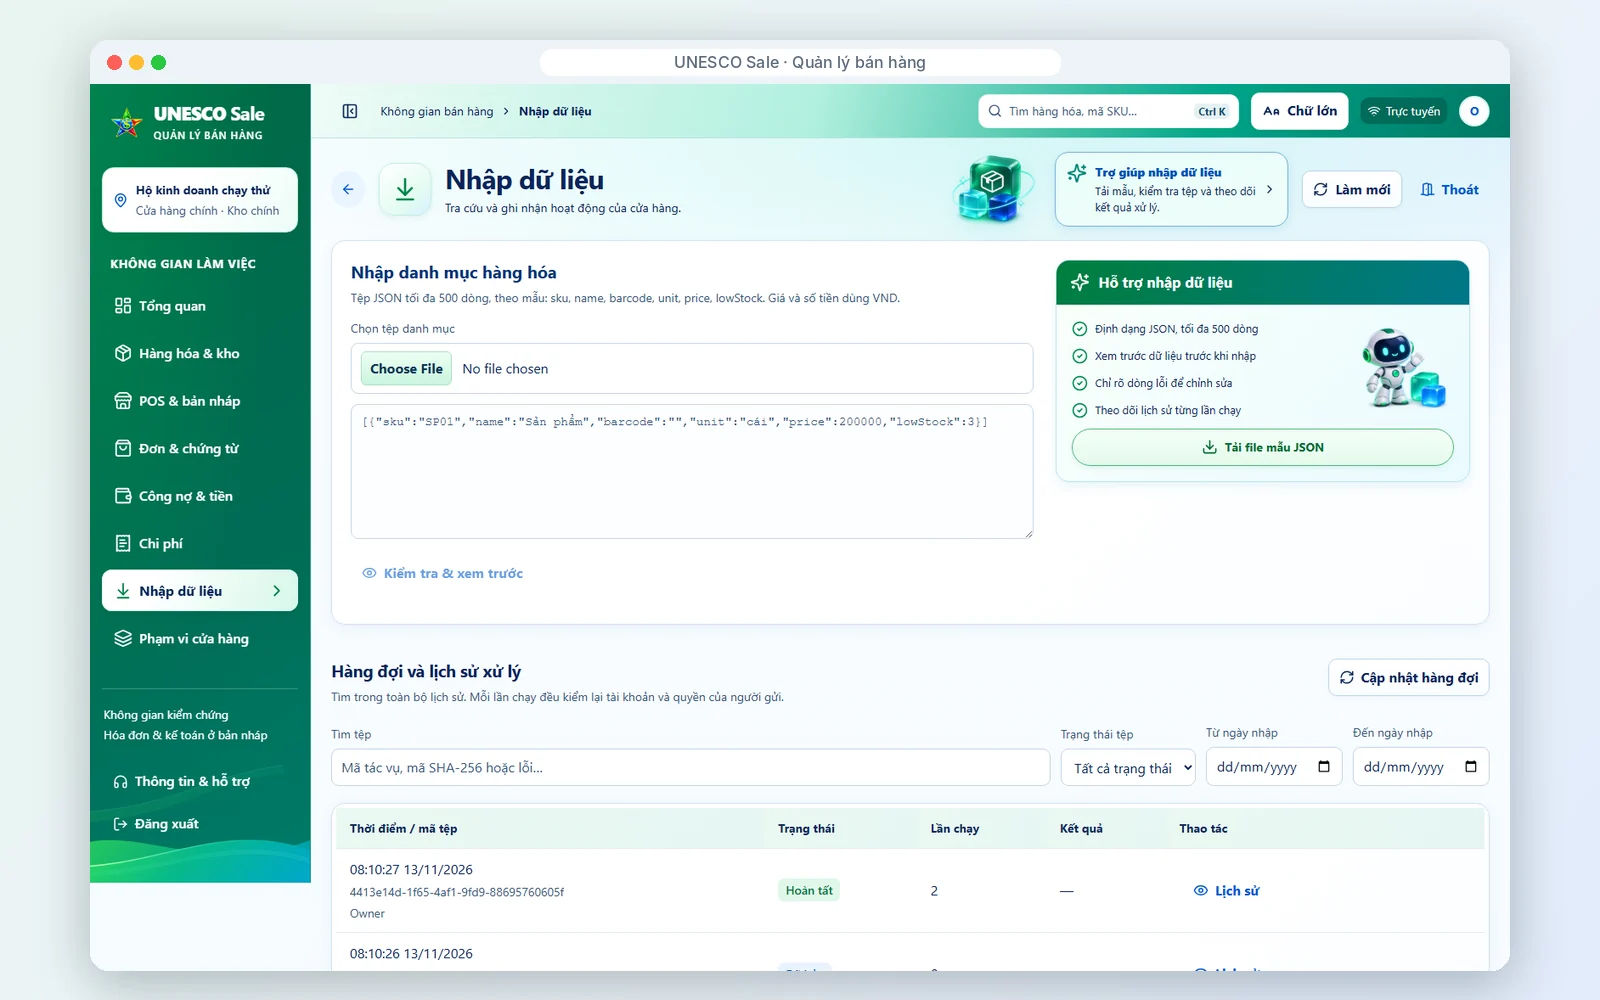 UNESCO Sale · Quản lý bán hàng
UNESCO Sale
QUẢN LÝ BÁN HÀNG
Hộ kinh doanh chạy thử
Cửa hàng chính · Kho chính
KHÔNG GIAN LÀM VIỆC
Tổng quan
Hàng hóa & kho
POS & bán nháp
Đơn & chứng từ
Công nợ & tiền
Chi phí
Nhập dữ liệu
Phạm vi cửa hàng
Không gian kiểm chứng
Hóa đơn & kế toán ở bản nháp
Thông tin & hỗ trợ
Đăng xuất
Không gian bán hàng > Nhập dữ liệu
Tìm hàng hóa, mã SKU...
Ctrl K
Aa Chữ lớn
Trực tuyến
O
Nhập dữ liệu
Tra cứu và ghi nhận hoạt động của cửa hàng.
Trợ giúp nhập dữ liệu
Tải mẫu, kiểm tra tệp và theo dõi
kết quả xử lý.
Làm mới
Thoát
Nhập danh mục hàng hóa
Tệp JSON tối đa 500 dòng, theo mẫu: sku, name, barcode, unit, price, lowStock. Giá và số tiền dùng VND.
Chọn tệp danh mục
Choose File No file chosen
[{"sku":"SP01","name":"Sản phẩm","barcode":"","unit":"cái","price":200000,"lowStock":3}]
Kiểm tra & xem trước
Hỗ trợ nhập dữ liệu
Định dạng JSON, tối đa 500 dòng
Xem trước dữ liệu trước khi nhập
Chỉ rõ dòng lỗi để chỉnh sửa
Theo dõi lịch sử từng lần chạy
Tải file mẫu JSON
Hàng đợi và lịch sử xử lý
Tìm trong toàn bộ lịch sử. Mỗi lần chạy đều kiểm lại tài khoản và quyền của người gửi.
Cập nhật hàng đợi
Tìm tệp
Mã tác vụ, mã SHA-256 hoặc lỗi...
Trạng thái tệp
Tất cả trạng thái
Từ ngày nhập
dd/mm/yyyy
Đến ngày nhập
dd/mm/yyyy
Thời điểm / mã tệp
Trạng thái
Lần chạy
Kết quả
Thao tác
08:10:27 13/11/2026
4413e14d-1f65-4af1-9fd9-88695760605f
Owner
Hoàn tất
2
—
Lịch sử
08:10:26 13/11/2026